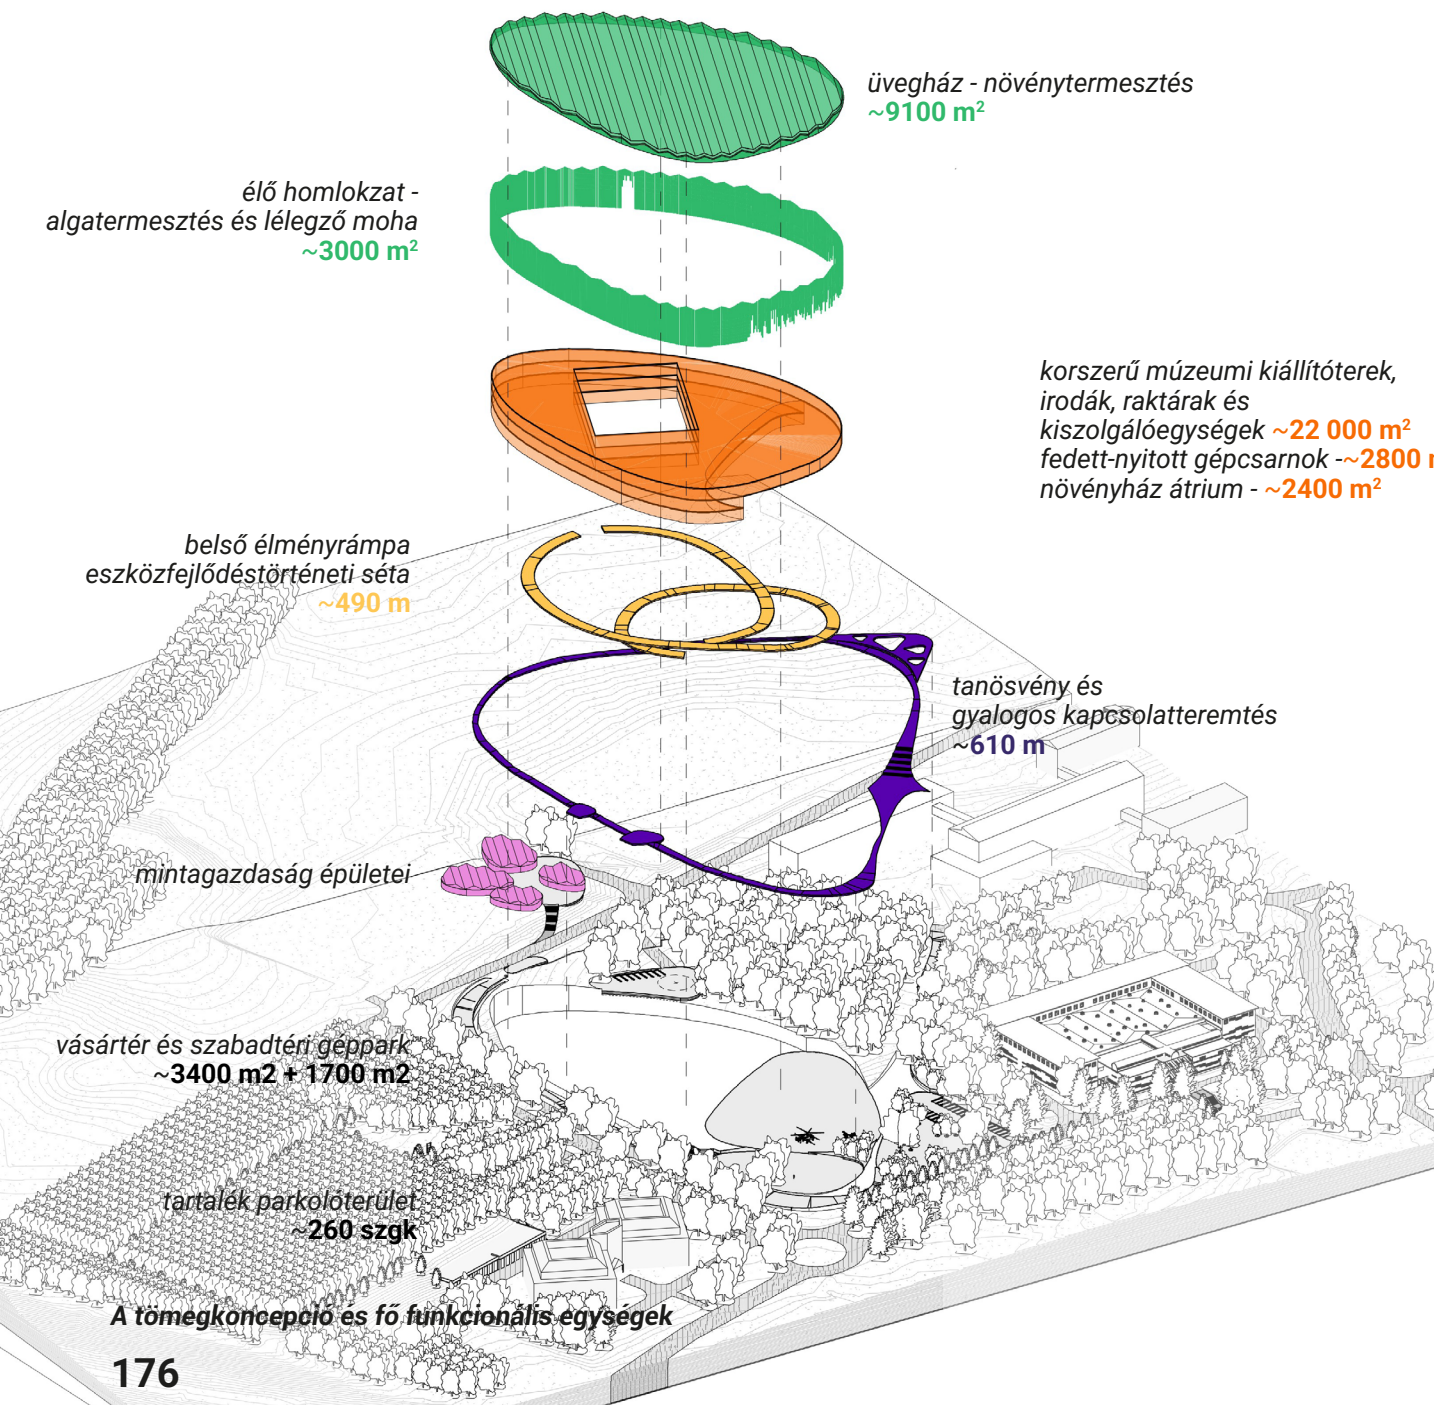 üvegház - növénytermesztés
~9100 m²
élő homlokzat -
algatermesztés és lélegző moha
~3000 m²
korszerű múzeumi kiállítóterek,
irodák, raktárak és
kiszolgálóegységek ~22 000 m²
fedett-nyitott gépcsarnok -~2800
növényház átrium - ~2400 m²
belső élményrámpa
eszközfejlődéstörténeti séta
~490 m
tanösvény és
gyalogos kapcsolatteremtés
~610 m
mintagazdaság épületei
vásártér és szabadtéri géppark
~3400 m2 + 1700 m2
tartalék parkolóterület
~260 szgk
A tömegkoncepció és fő funkcionális egységek
176